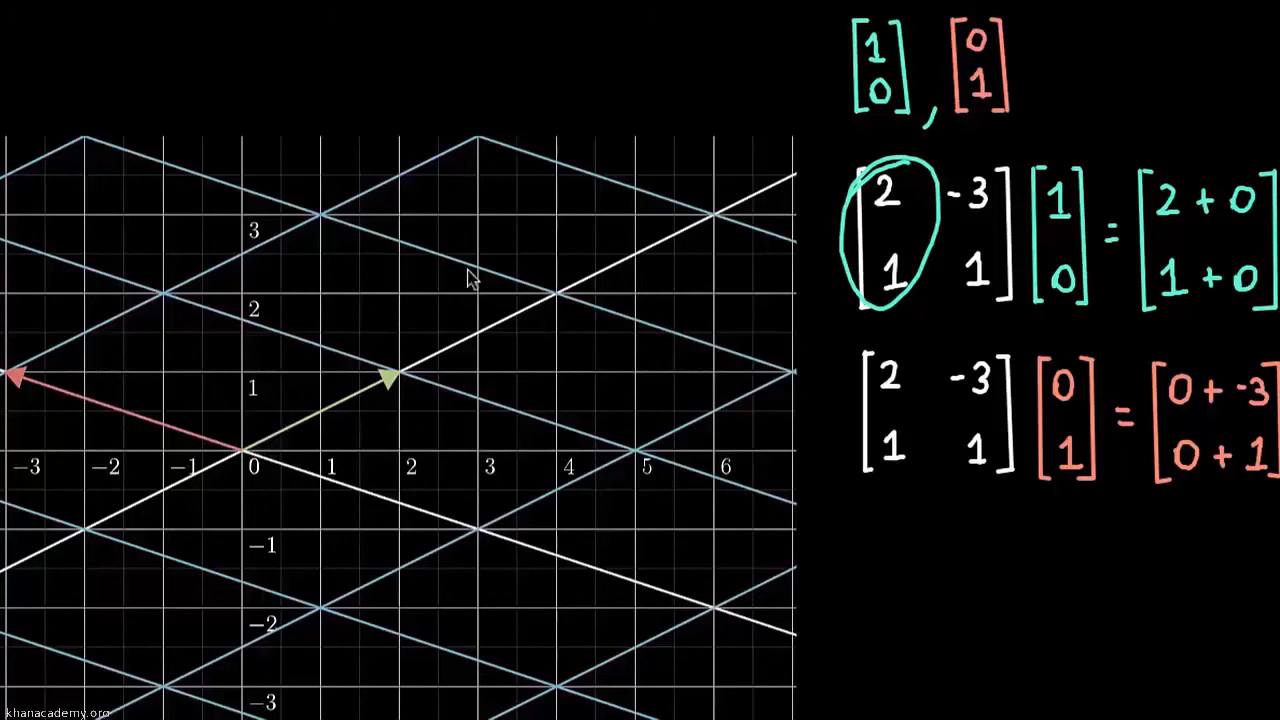 [1 0] , [0 1]
[2 -3 1 1] [1 0] = [2 + 0 1 + 0]
[2 -3 1 1] [0 1] = [0 + -3 0 + 1]
3
2
1
−3 −2 −1 0 1 2 3 4 5 6
−1
−2
−3
khanacademy.org